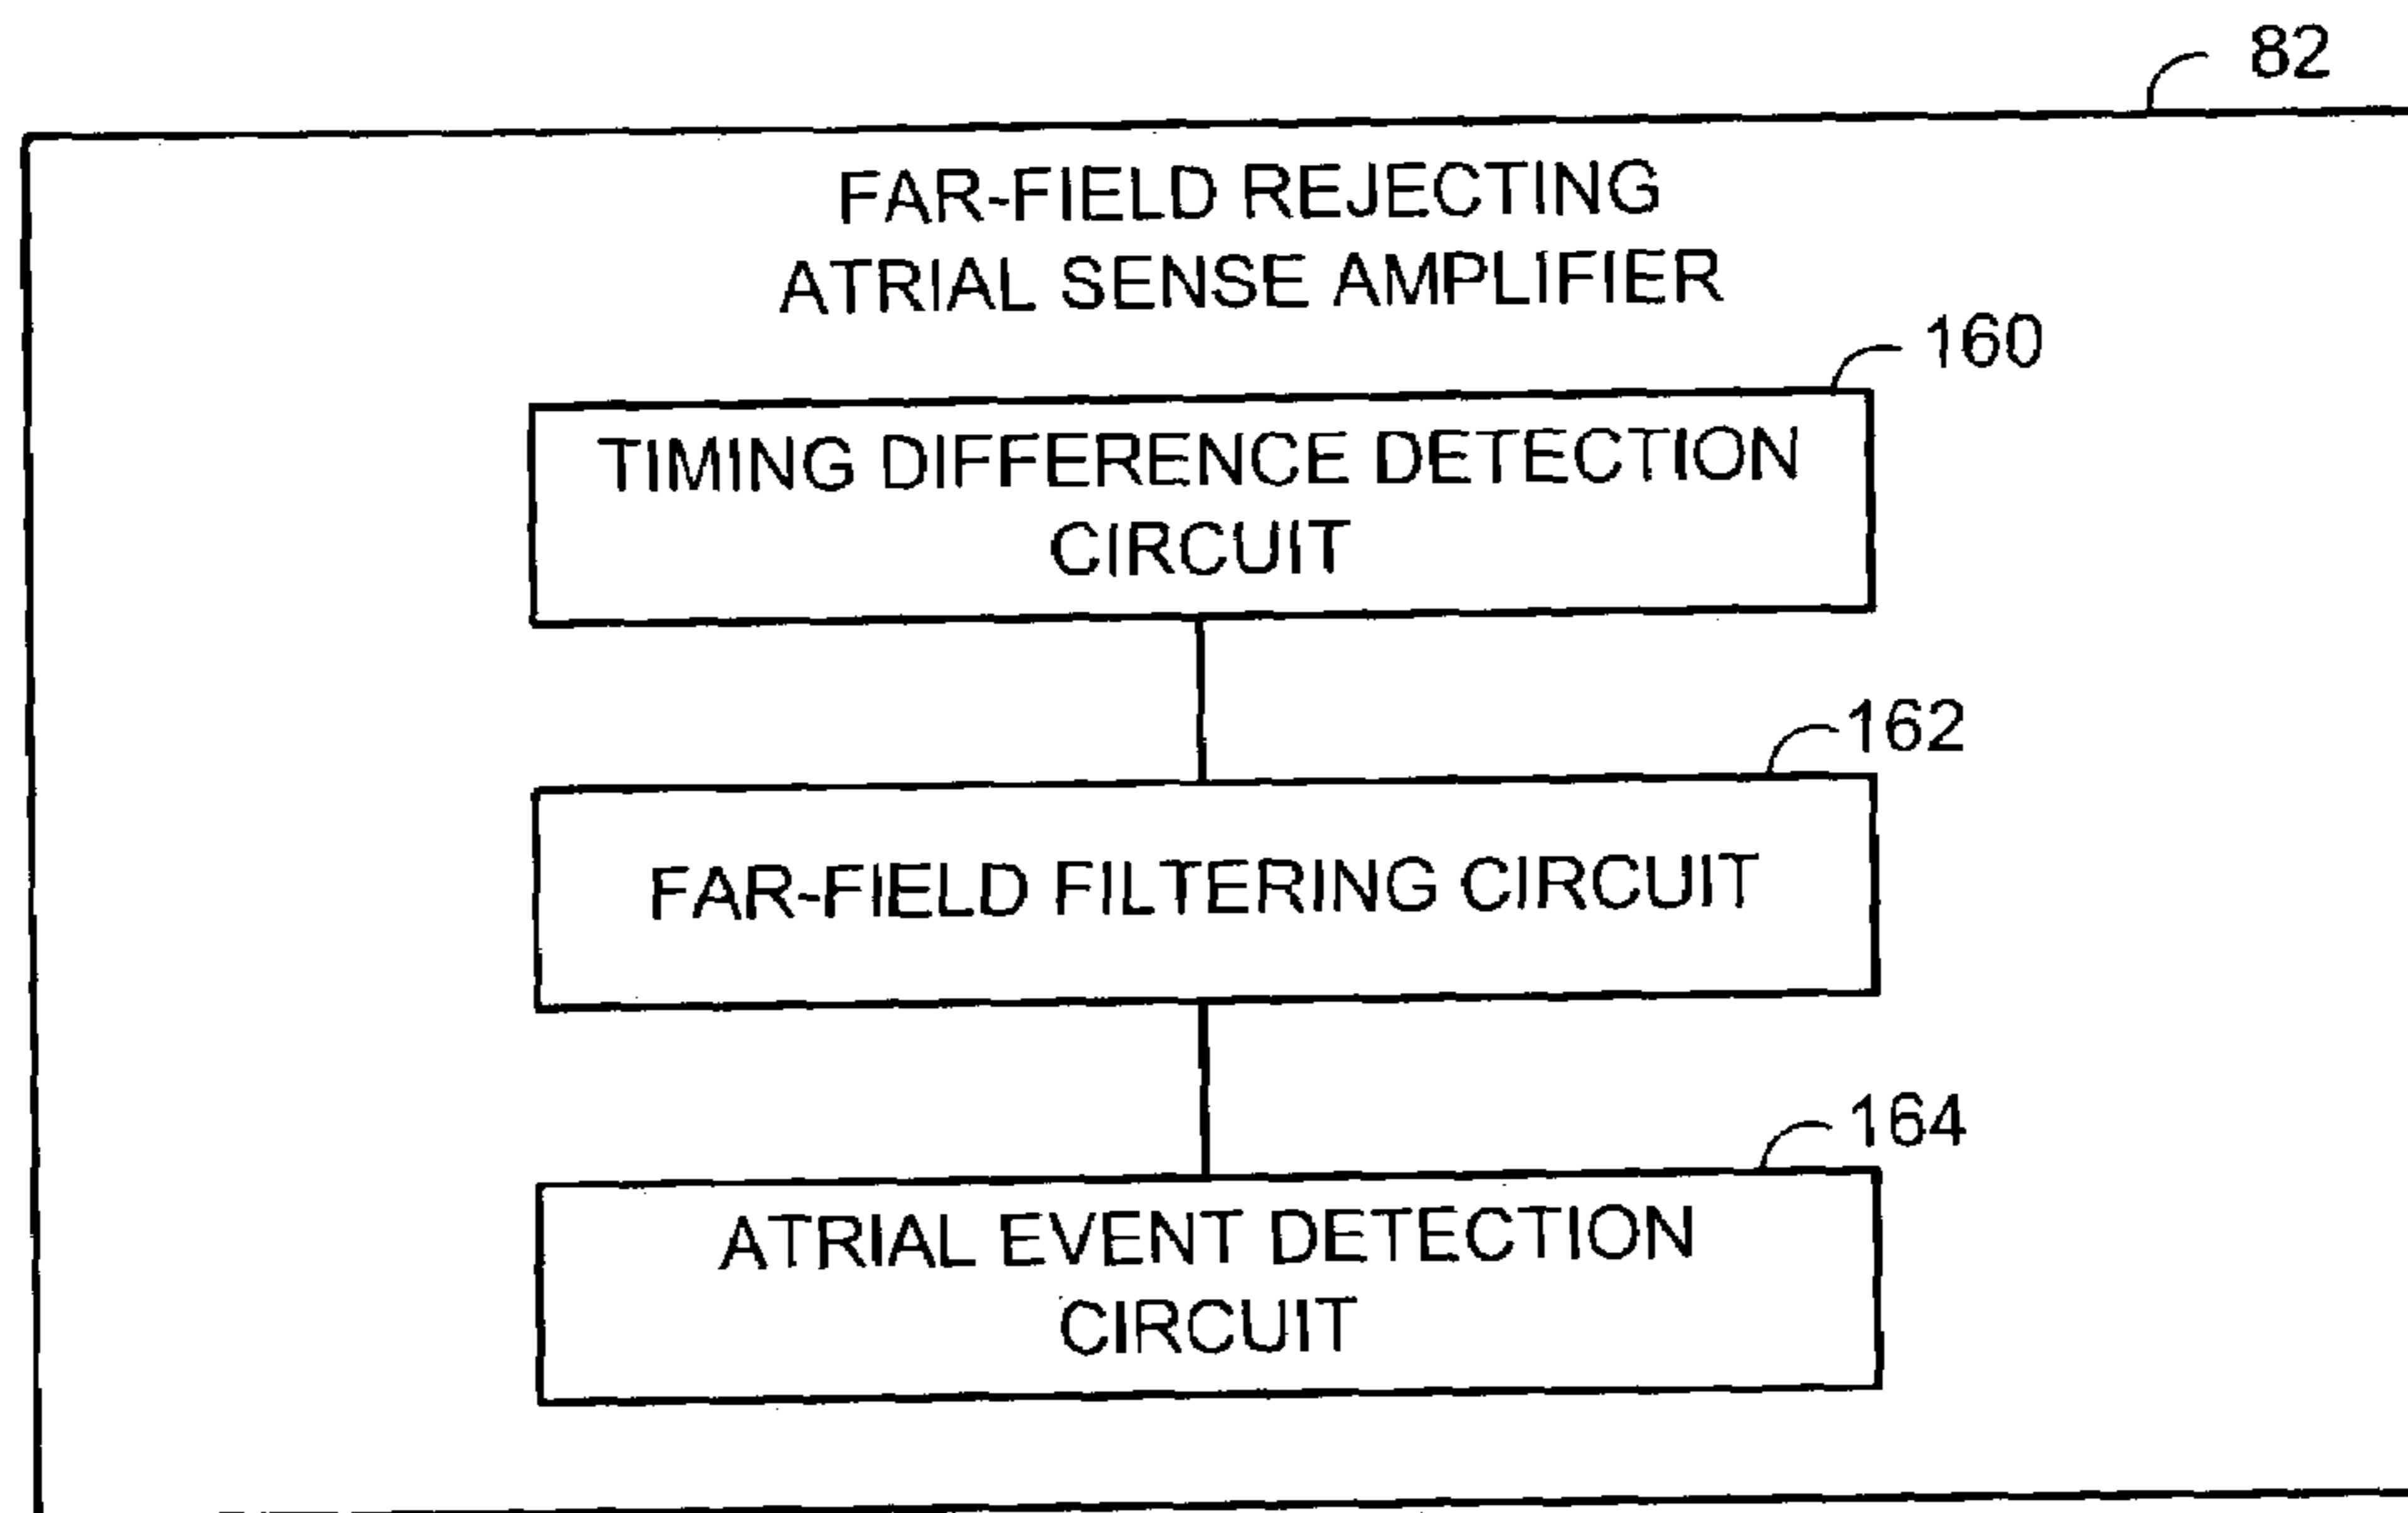 82
FAR-FIELD REJECTING
ATRIAL SENSE AMPLIFIER
160
TIMING DIFFERENCE DETECTION
CIRCUIT
162
FAR-FIELD FILTERING CIRCUIT
164
ATRIAL EVENT DETECTION
CIRCUIT